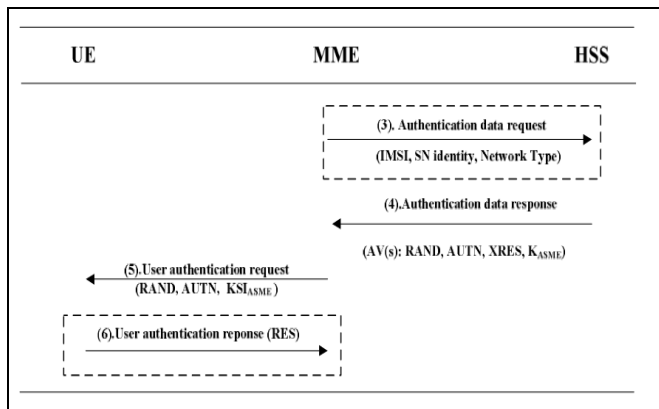 UE MME HSS
(3). Authentication data request
(IMSI, SN identity, Network Type)
(4).Authentication data response
(AV(s): RAND, AUTN, XRES, KASME)
(5).User authentication request
(RAND, AUTN, KSIASME )
(6).User authentication reponse (RES)